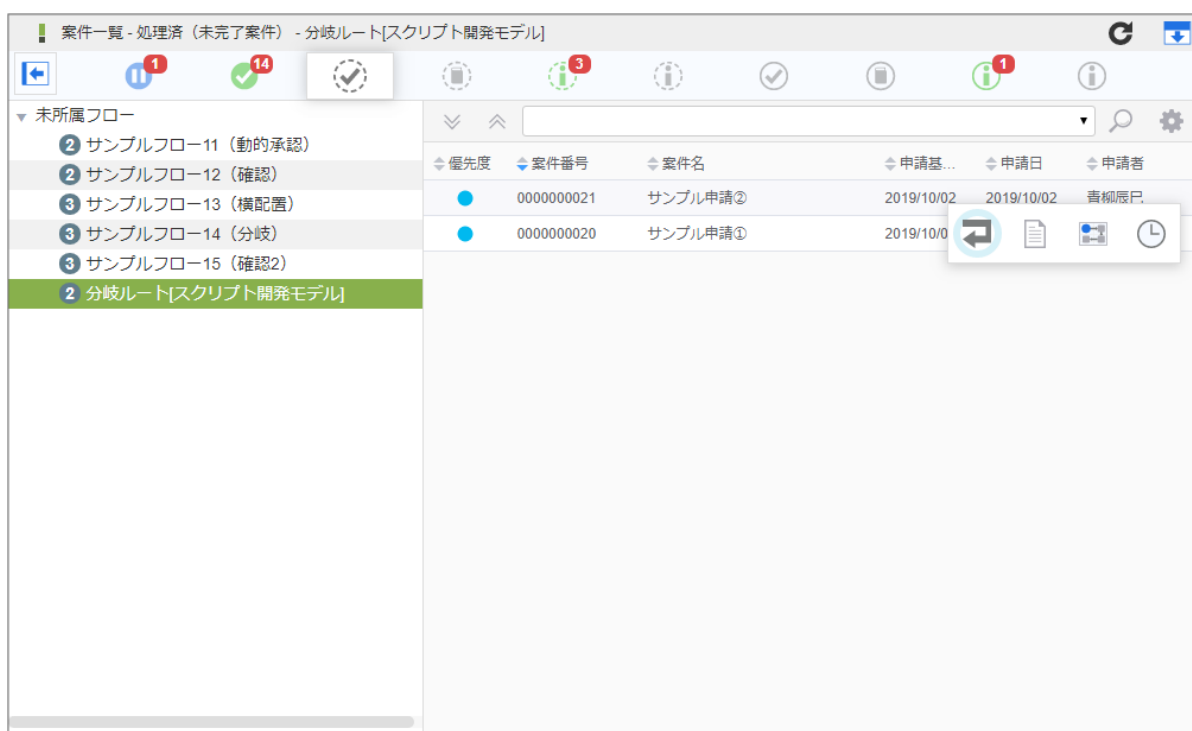 案件一覧 - 処理済（未完了案件） - 分岐ルート[スクリプト開発モデル]
1 14 3 1
未所属フロー
2 サンプルフロー11（動的承認）
2 サンプルフロー12（確認）
3 サンプルフロー13（横配置）
3 サンプルフロー14（分岐）
3 サンプルフロー15（確認2）
2 分岐ルート[スクリプト開発モデル]
優先度 案件番号 案件名 申請基... 申請日 申請者
0000000021 サンプル申請② 2019/10/02 2019/10/02 青柳辰巳
0000000020 サンプル申請① 2019/10/0